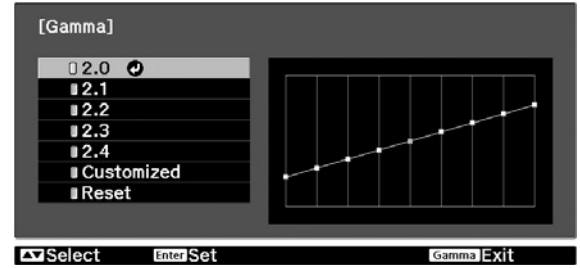 [Gamma]
2.0
2.1
2.2
2.3
2.4
Customized
Reset
Select Enter Set Gamma Exit